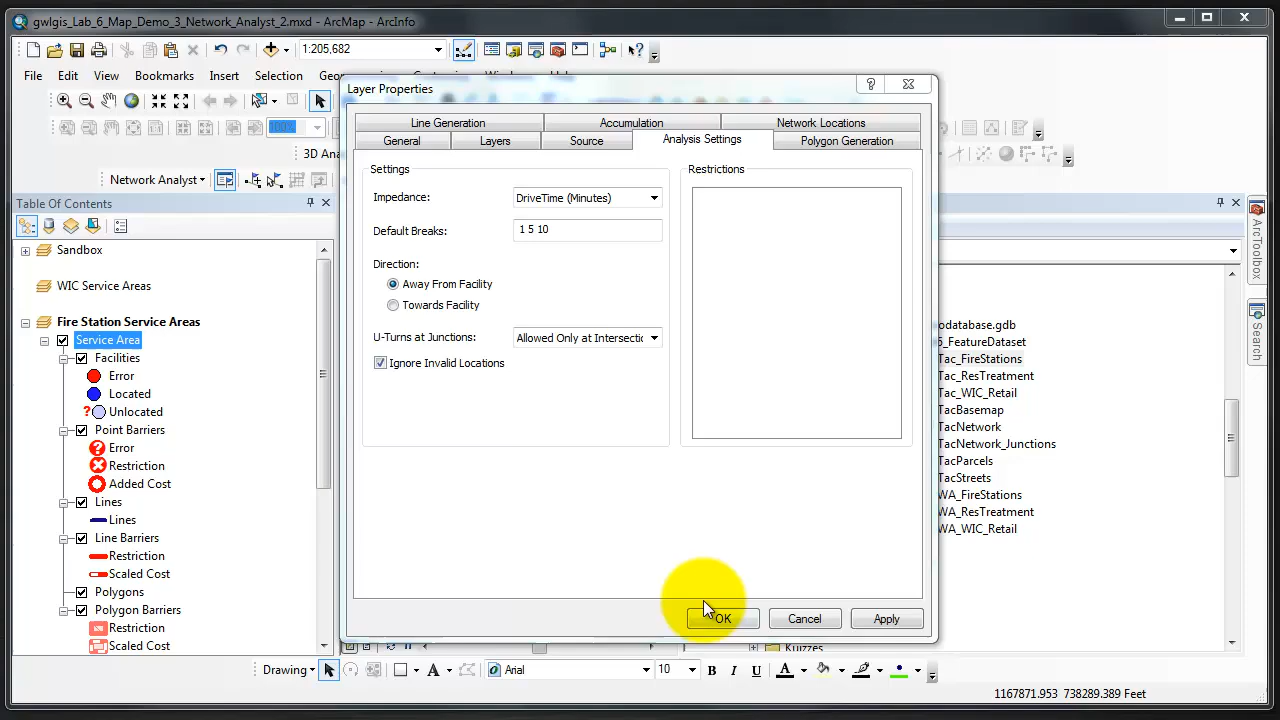 gwlgis_Lab_6_Map_Demo_3_Network_Analyst_2.mxd - ArcMap - ArcInfo
1:205,682
File Edit View Bookmarks Insert Selection
100%
3D Ana
Network Analyst
Table Of Contents
Sandbox
WIC Service Areas
Fire Station Service Areas
Service Area
Facilities
Error
Located
? Unlocated
Point Barriers
Error
Restriction
Added Cost
Lines
Lines
Line Barriers
Restriction
Scaled Cost
Polygons
Polygon Barriers
Restriction
Scaled Cost
Layer Properties
Line Generation Accumulation Network Locations
General Layers Source Analysis Settings Polygon Generation
Settings
Impedance: DriveTime (Minutes)
Default Breaks: 1 5 10
Direction:
Away From Facility
Towards Facility
U-Turns at Junctions: Allowed Only at Intersectic
Ignore Invalid Locations
Restrictions
OK Cancel Apply
odatabase.gdb
_FeatureDataset
Tac_FireStations
Tac_ResTreatment
Tac_WIC_Retail
TacBasemap
TacNetwork
TacNetwork_Junctions
TacParcels
TacStreets
WA_FireStations
WA_ResTreatment
WA_WIC_Retail
Kuizzes
ArcToolbox
Search
Drawing A Arial 10 B I U A
1167871.953 738289.389 Feet